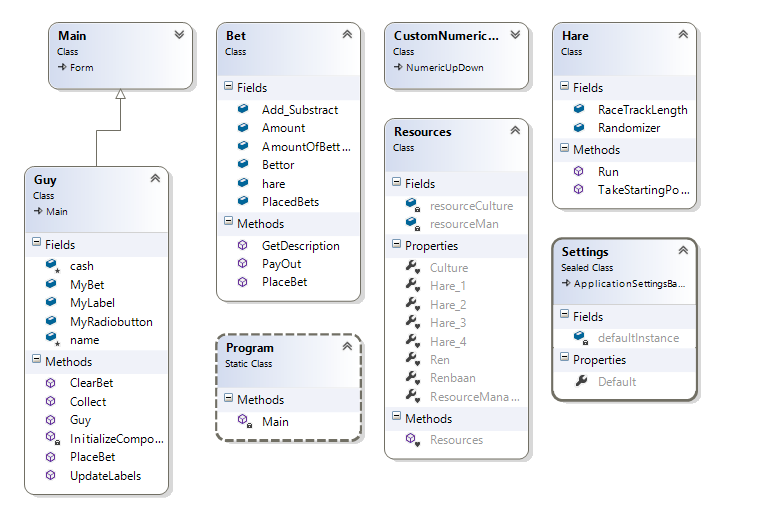 Main
Class
Form
Guy
Class
Main
Fields
cash
MyBet
MyLabel
MyRadiobutton
name
Methods
ClearBet
Collect
Guy
InitializeCompo...
PlaceBet
UpdateLabels
Bet
Class
Fields
Add_Substract
Amount
AmountOfBett...
Bettor
hare
PlacedBets
Methods
GetDescription
PayOut
PlaceBet
Program
Static Class
Methods
Main
CustomNumeric...
Class
NumericUpDown
Resources
Class
Fields
resourceCulture
resourceMan
Properties
Culture
Hare_1
Hare_2
Hare_3
Hare_4
Ren
Renbaan
ResourceMana...
Methods
Resources
Hare
Class
Fields
RaceTrackLength
Randomizer
Methods
Run
TakeStartingPo...
Settings
Sealed Class
ApplicationSettingsBa...
Fields
defaultInstance
Properties
Default